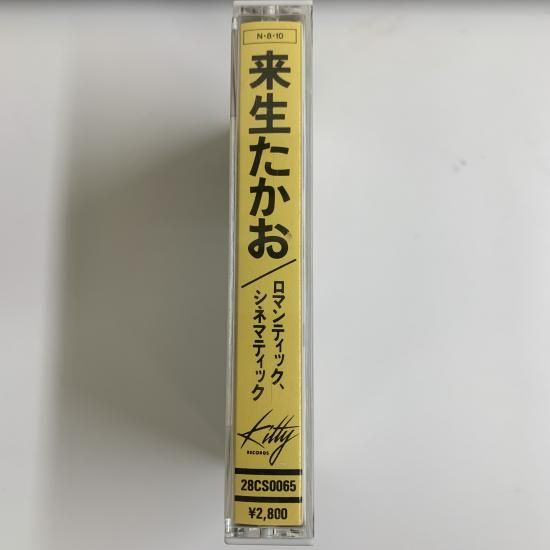 N・8・10
来生たかお
ロマンティック、
シネマティック
Kitty
RECORDS
28CS0065
¥2,800